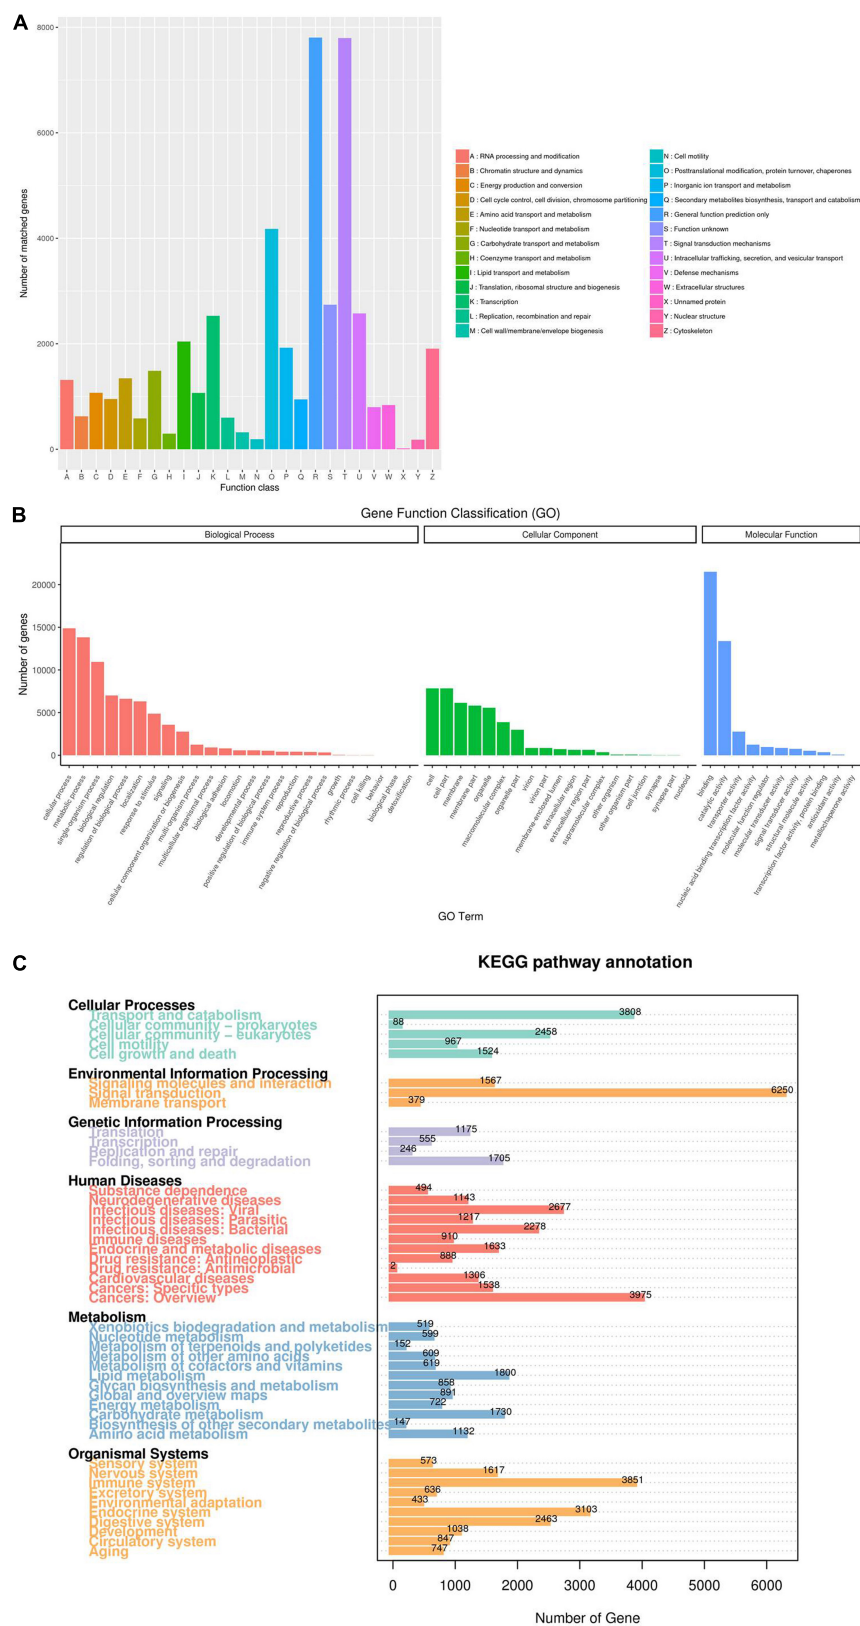 A
8000
6000
4000
2000
0
Number of matched genes
A B C D E F G H I J K L M N O P Q R S T U V W X Y Z
Function class
A : RNA processing and modification
B : Chromatin structure and dynamics
C : Energy production and conversion
D : Cell cycle control, cell division, chromosome partitioning
E : Amino acid transport and metabolism
F : Nucleotide transport and metabolism
G : Carbohydrate transport and metabolism
H : Coenzyme transport and metabolism
I : Lipid transport and metabolism
J : Translation, ribosomal structure and biogenesis
K : Transcription
L : Replication, recombination and repair
M : Cell wall/membrane/envelope biogenesis
N : Cell motility
O : Posttranslational modification, protein turnover, chaperones
P : Inorganic ion transport and metabolism
Q : Secondary metabolites biosynthesis, transport and catabolism
R : General function prediction only
S : Function unknown
T : Signal transduction mechanisms
U : Intracellular trafficking, secretion, and vesicular transport
V : Defense mechanisms
W : Extracellular structures
X : Unnamed protein
Y : Nuclear structure
Z : Cytoskeleton
B
Gene Function Classification (GO)
Biological Process
Cellular Component
Molecular Function
20000
15000
10000
5000
0
Number of genes
cellular process
metabolic process
single-organism process
biological regulation
regulation of biological process
localization
response to stimulus
signaling
cellular component organization or biogenesis
multi-organism process
multicellular organismal process
biological adhesion
locomotion
developmental process
positive regulation of biological process
immune system process
reproduction
reproductive process
negative regulation of biological process
growth
rhythmic process
cell killing
behavior
biological phase
detoxification
cell
cell part
membrane
membrane part
organelle
macromolecular complex
organelle part
virion
virion part
membrane-enclosed lumen
extracellular region
extracellular region part
supramolecular complex
other organism
other organism part
cell junction
synapse
synapse part
nucleoid
binding
catalytic activity
transporter activity
nucleic acid binding transcription factor activity
molecular function regulator
molecular transducer activity
signal transducer activity
structural molecule activity
transcription factor activity, protein binding
antioxidant activity
metallochaperone activity
GO Term
C
KEGG pathway annotation
Cellular Processes
Transport and catabolism 3808
Cellular community – prokaryotes 88
Cellular community – eukaryotes 2458
Cell motility 967
Cell growth and death 1524
Environmental Information Processing
Signaling molecules and interaction 1567
Signal transduction 6250
Membrane transport 379
Genetic Information Processing
Translation 1175
Transcription 555
Replication and repair 246
Folding, sorting and degradation 1705
Human Diseases
Substance dependence 494
Neurodegenerative diseases 1143
Infectious diseases: Viral 2677
Infectious diseases: Parasitic 1217
Infectious diseases: Bacterial 2278
Immune diseases 910
Endocrine and metabolic diseases 1633
Drug resistance: Antineoplastic 888
Drug resistance: Antimicrobial 2
Cardiovascular diseases 1306
Cancers: Specific types 1538
Cancers: Overview 3975
Metabolism
Xenobiotics biodegradation and metabolism 519
Nucleotide metabolism 599
Metabolism of terpenoids and polyketides 152
Metabolism of other amino acids 609
Metabolism of cofactors and vitamins 619
Lipid metabolism 1800
Glycan biosynthesis and metabolism 858
Global and overview maps 891
Energy metabolism 722
Carbohydrate metabolism 1730
Biosynthesis of other secondary metabolites 147
Amino acid metabolism 1132
Organismal Systems
Sensory system 573
Nervous system 1617
Immune system 3851
Excretory system 636
Environmental adaptation 433
Endocrine system 3103
Digestive system 2463
Development 1038
Circulatory system 847
Aging 747
0 1000 2000 3000 4000 5000 6000
Number of Gene